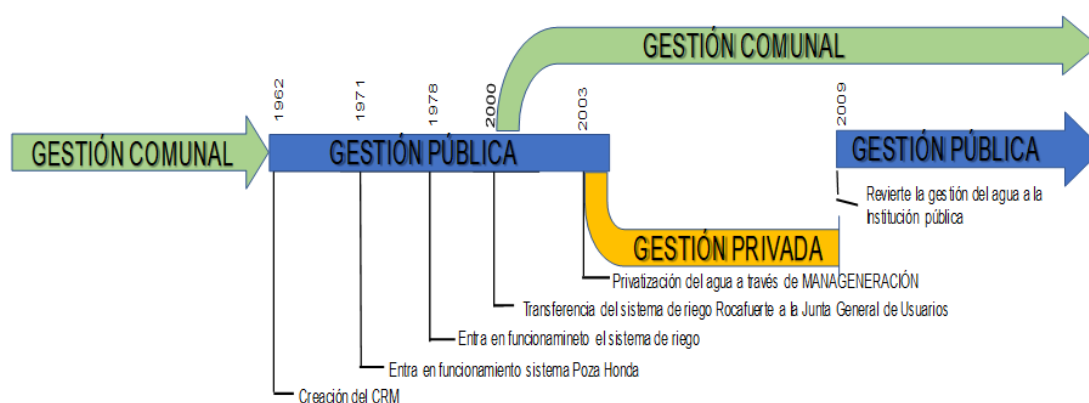 GESTIÓN COMUNAL
1962
1971
1978
2000
2003
2009
GESTIÓN COMUNAL
GESTIÓN PÚBLICA
GESTIÓN PÚBLICA
Revierte la gestión del agua a la
Institución pública
GESTIÓN PRIVADA
Privatización del agua a través de MANAGENERACIÓN
Transferencia del sistema de riego Rocafuerte a la Junta General de Usuarios
Entra en funcionamineto el sistema de riego
Entra en funcionamiento sistema Poza Honda
Creación del CRM